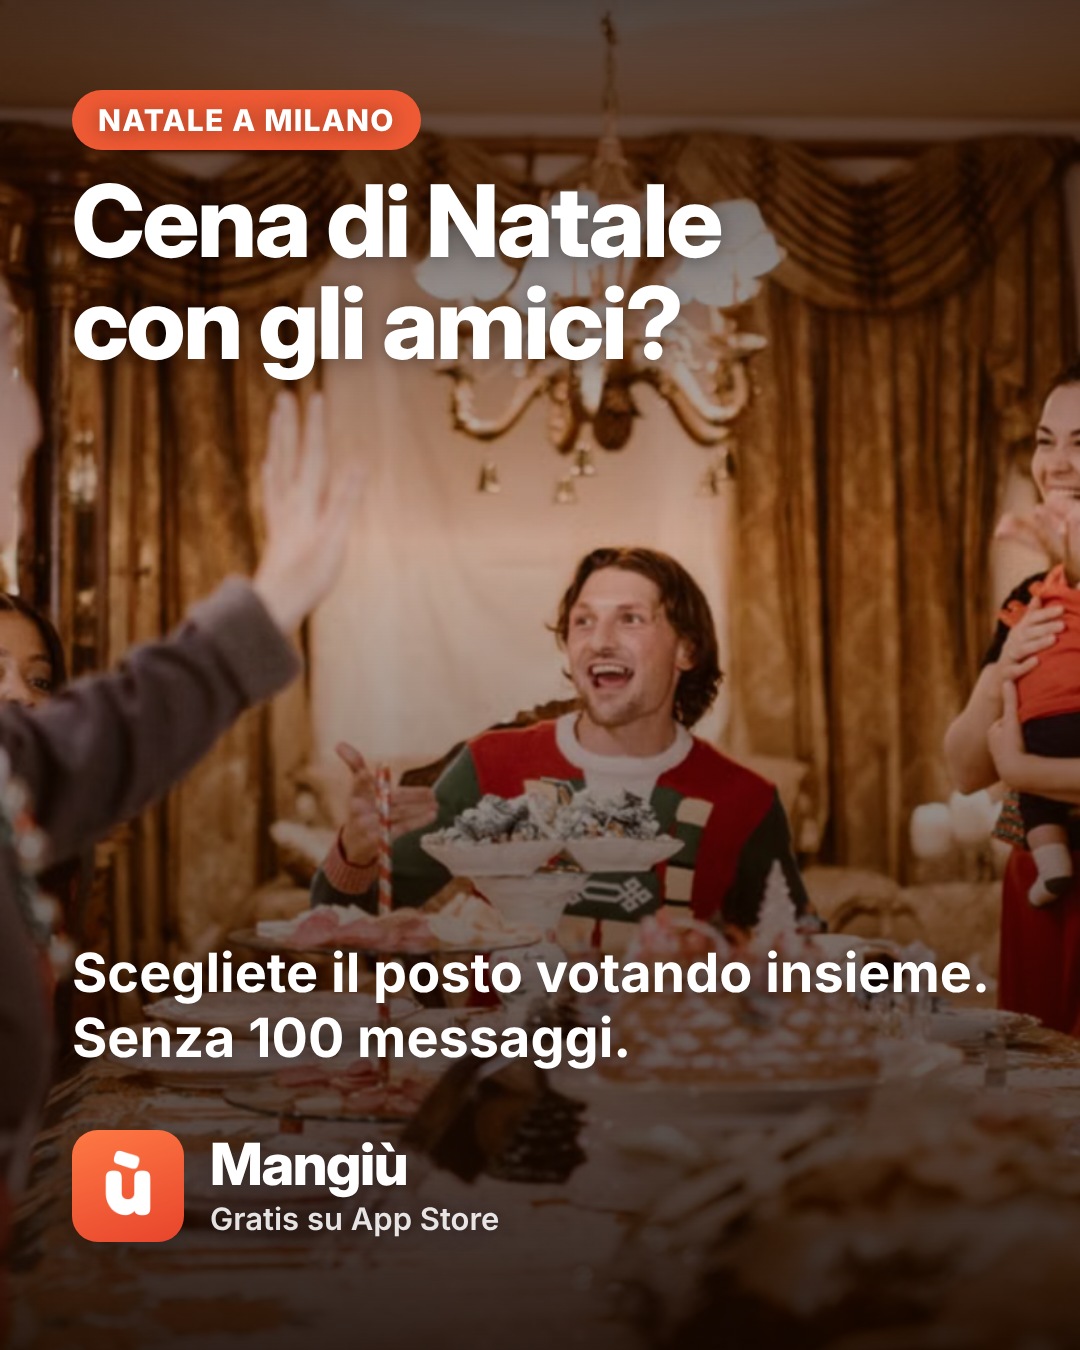 NATALE A MILANO
Cena di Natale
con gli amici?
Scegliete il posto votando insieme.
Senza 100 messaggi.
ù
Mangiù
Gratis su App Store